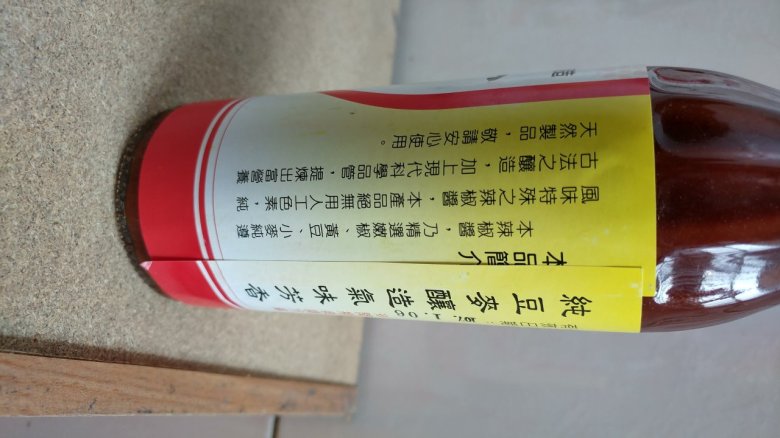 純豆麥釀造氣味芳香
本品簡介
本辣椒醬，乃精選嫩椒、黃豆、小麥純遵
古法之釀造，加上現代科學品管，提煉出富營養
風味特殊之辣椒醬，本產品絕無用人工色素，純
天然製品，敬請安心使用。